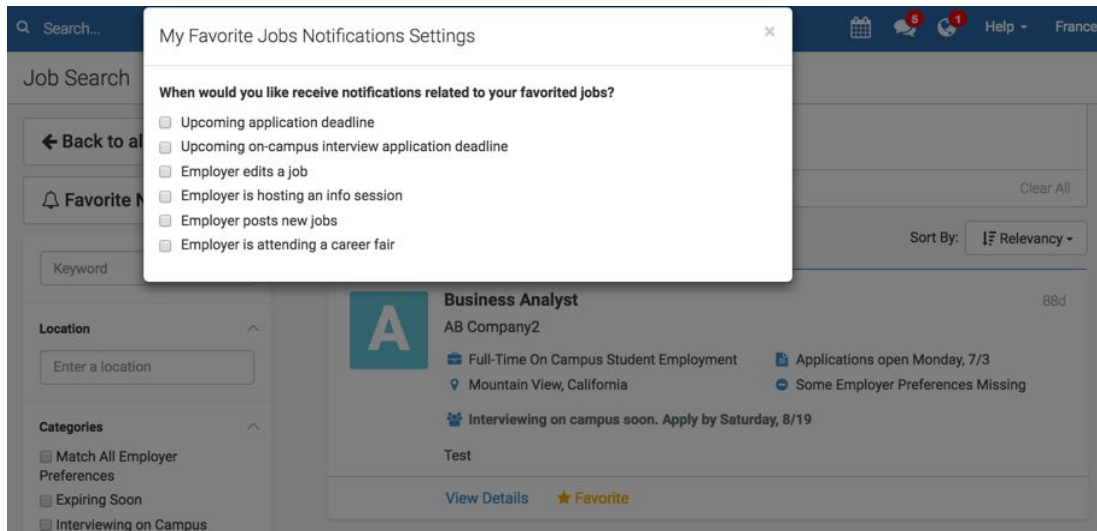 Search...
My Favorite Jobs Notifications Settings
×
5
1
Help
France
Job Search
When would you like receive notifications related to your favorited jobs?
Upcoming application deadline
Upcoming on-campus interview application deadline
Employer edits a job
Employer is hosting an info session
Employer posts new jobs
Employer is attending a career fair
Back to al
Favorite N
Clear All
Sort By:
Relevancy
Keyword
Location
Enter a location
Categories
Match All Employer
Preferences
Expiring Soon
Interviewing on Campus
A
Business Analyst
88d
AB Company2
Full-Time On Campus Student Employment
Applications open Monday, 7/3
Mountain View, California
Some Employer Preferences Missing
Interviewing on campus soon. Apply by Saturday, 8/19
Test
View Details
Favorite